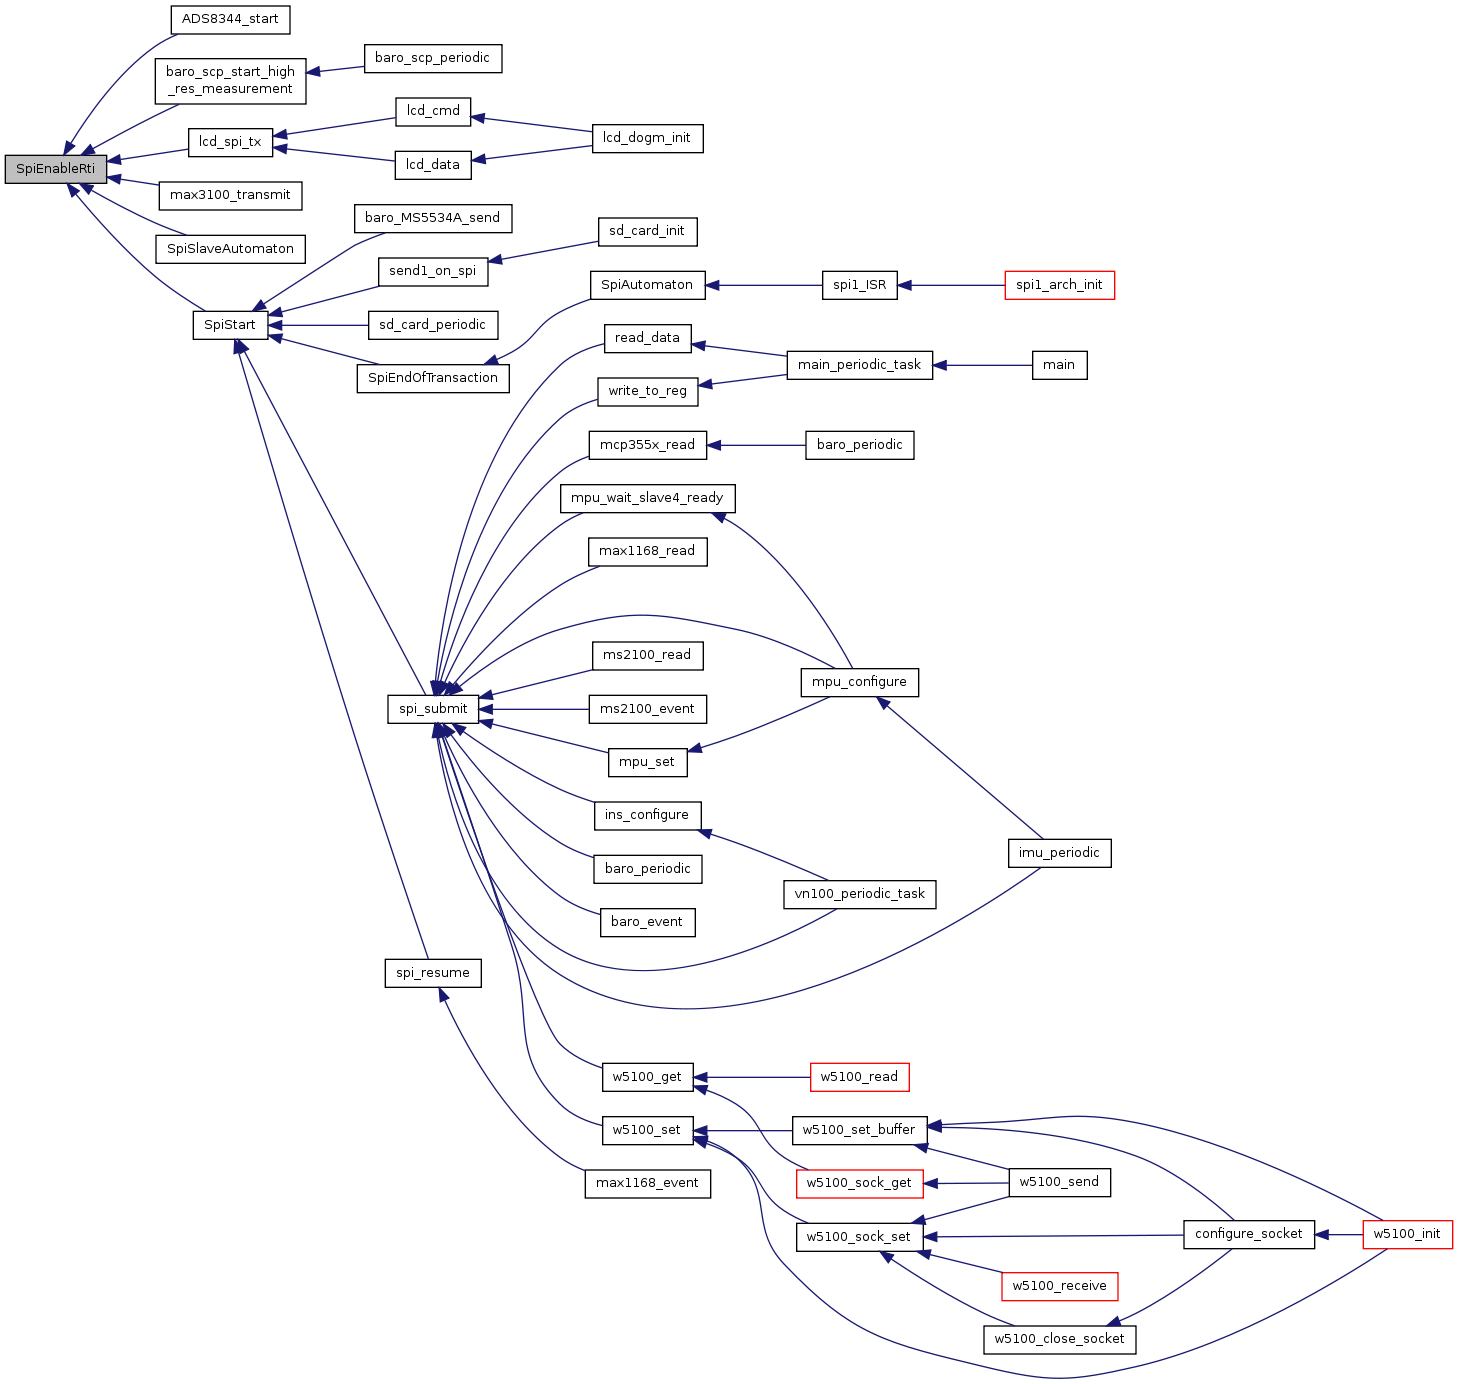 ADS8344_start
baro_scp_periodic
baro_scp_start_high
_res_measurement
lcd_cmd
lcd_spi_tx
lcd_dogm_init
lcd_data
SpiEnableRti
max3100_transmit
baro_MS5534A_send
sd_card_init
SpiSlaveAutomaton
send1_on_spi
SpiAutomaton
spi1_ISR
spi1_arch_init
SpiStart
sd_card_periodic
read_data
main_periodic_task
main
SpiEndOfTransaction
write_to_reg
mcp355x_read
baro_periodic
mpu_wait_slave4_ready
max1168_read
ms2100_read
mpu_configure
spi_submit
ms2100_event
mpu_set
ins_configure
imu_periodic
baro_periodic
vn100_periodic_task
baro_event
spi_resume
w5100_get
w5100_read
w5100_set
w5100_set_buffer
max1168_event
w5100_sock_get
w5100_send
w5100_sock_set
configure_socket
w5100_init
w5100_receive
w5100_close_socket